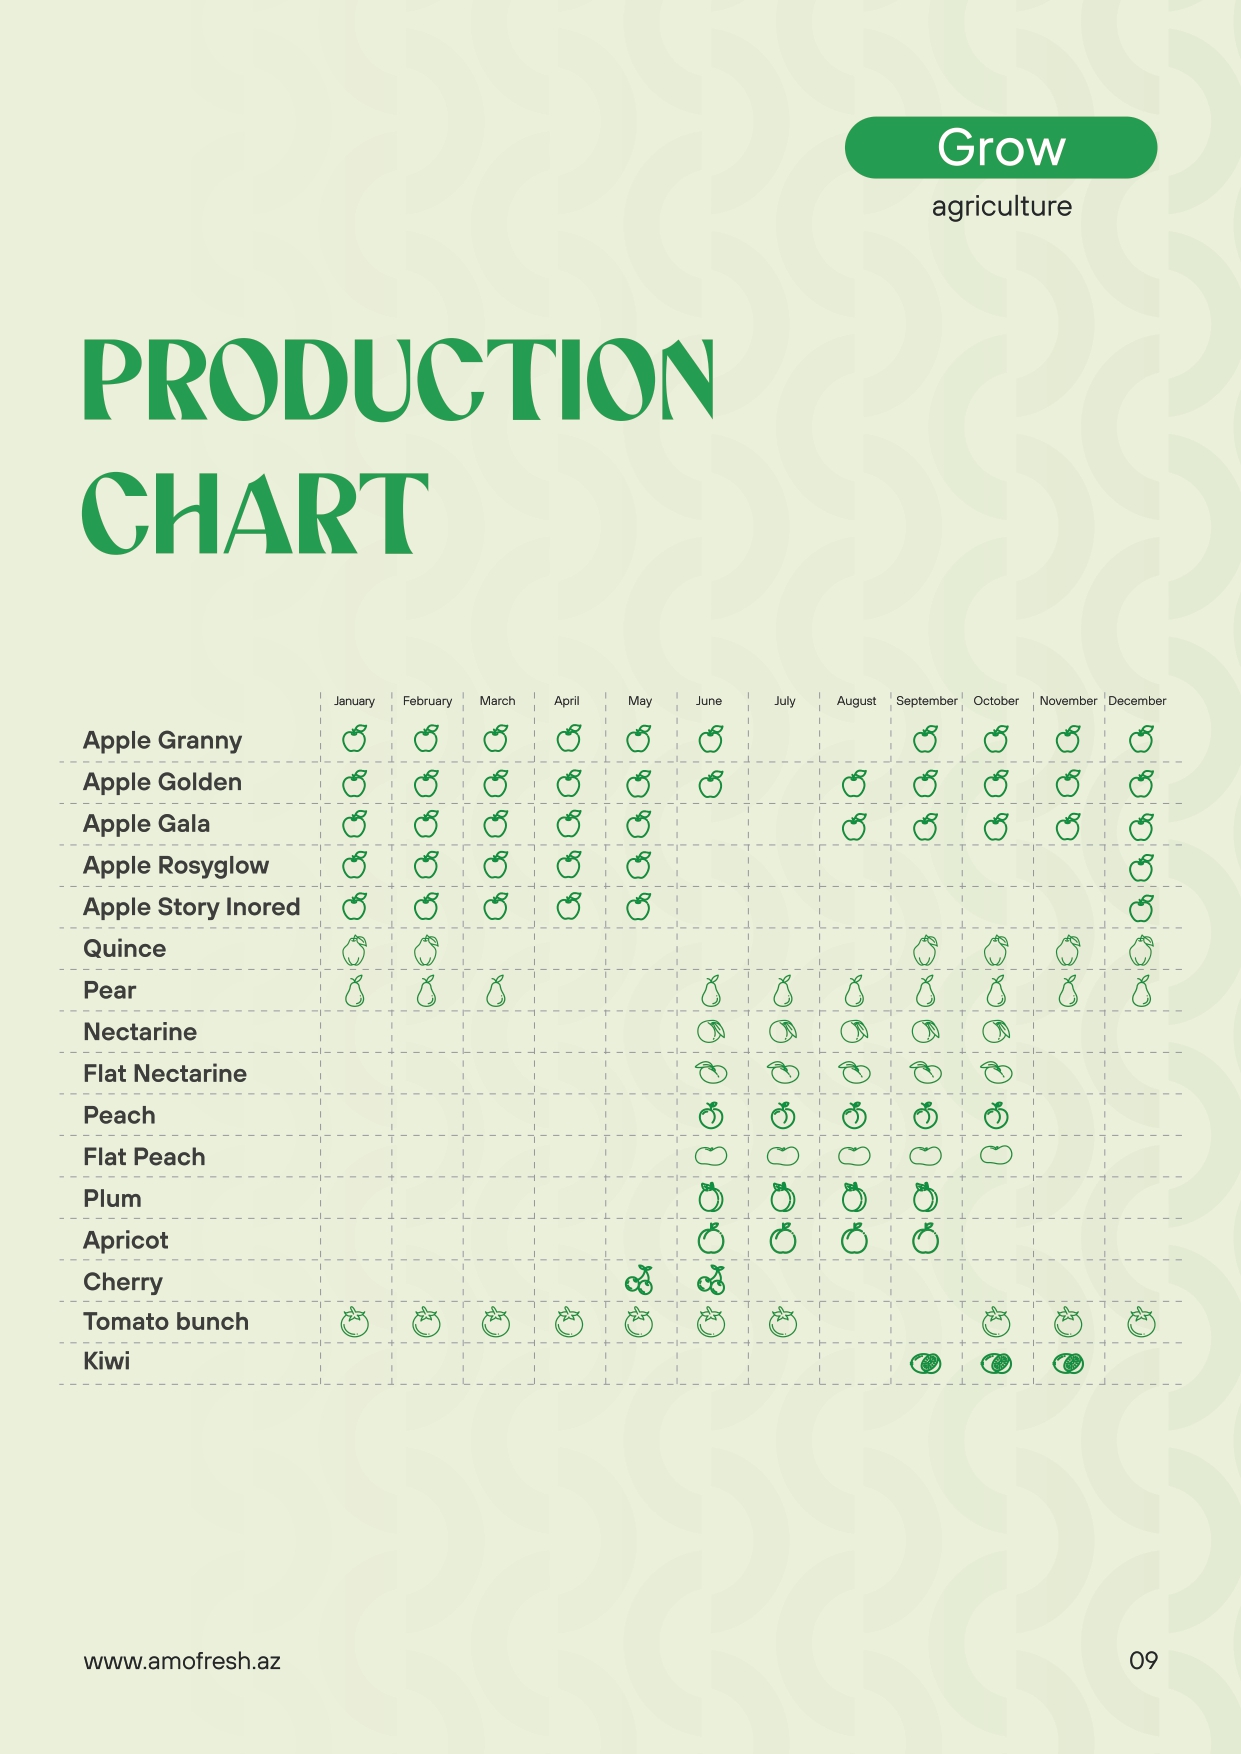 Grow
agriculture
PRODUCTION
CHART
January February March April May June July August September October November December
Apple Granny
Apple Golden
Apple Gala
Apple Rosyglow
Apple Story Inored
Quince
Pear
Nectarine
Flat Nectarine
Peach
Flat Peach
Plum
Apricot
Cherry
Tomato bunch
Kiwi
www.amofresh.az 09